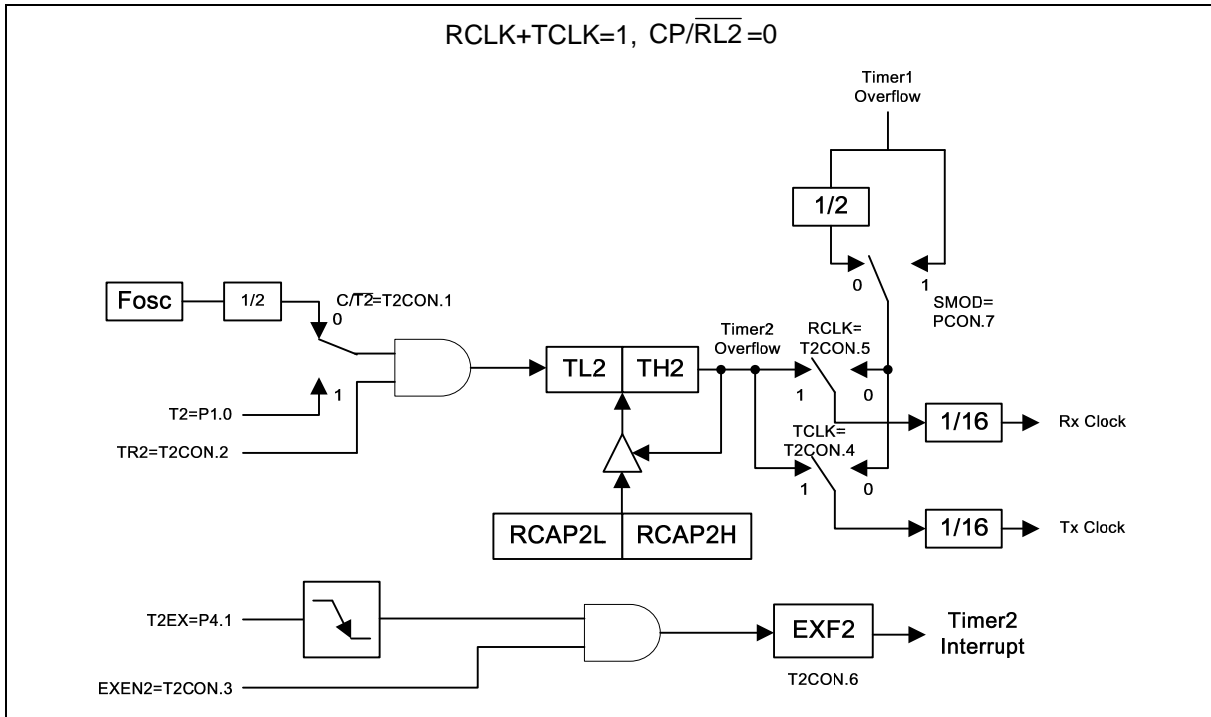 RCLK+TCLK=1, CP/R̅L̅2̅=0
Timer1
Overflow
1/2
0
1
SMOD=
PCON.7
Fosc
1/2
C/T̅2̅=T2CON.1
0
1
T2=P1.0
TR2=T2CON.2
TL2
TH2
Timer2
Overflow
RCLK=
T2CON.5
1
0
1/16
Rx Clock
TCLK=
T2CON.4
1
0
1/16
Tx Clock
RCAP2L
RCAP2H
T2EX=P4.1
EXEN2=T2CON.3
EXF2
T2CON.6
Timer2
Interrupt